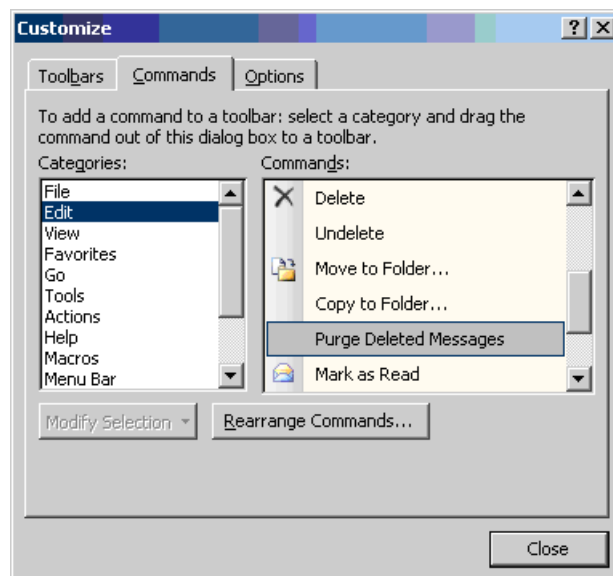 Customize
Toolbars Commands Options
To add a command to a toolbar: select a category and drag the
command out of this dialog box to a toolbar.
Categories: Commands:
File
Edit
View
Favorites
Go
Tools
Actions
Help
Macros
Menu Bar
Delete
Undelete
Move to Folder...
Copy to Folder...
Purge Deleted Messages
Mark as Read
Modify Selection Rearrange Commands...
Close